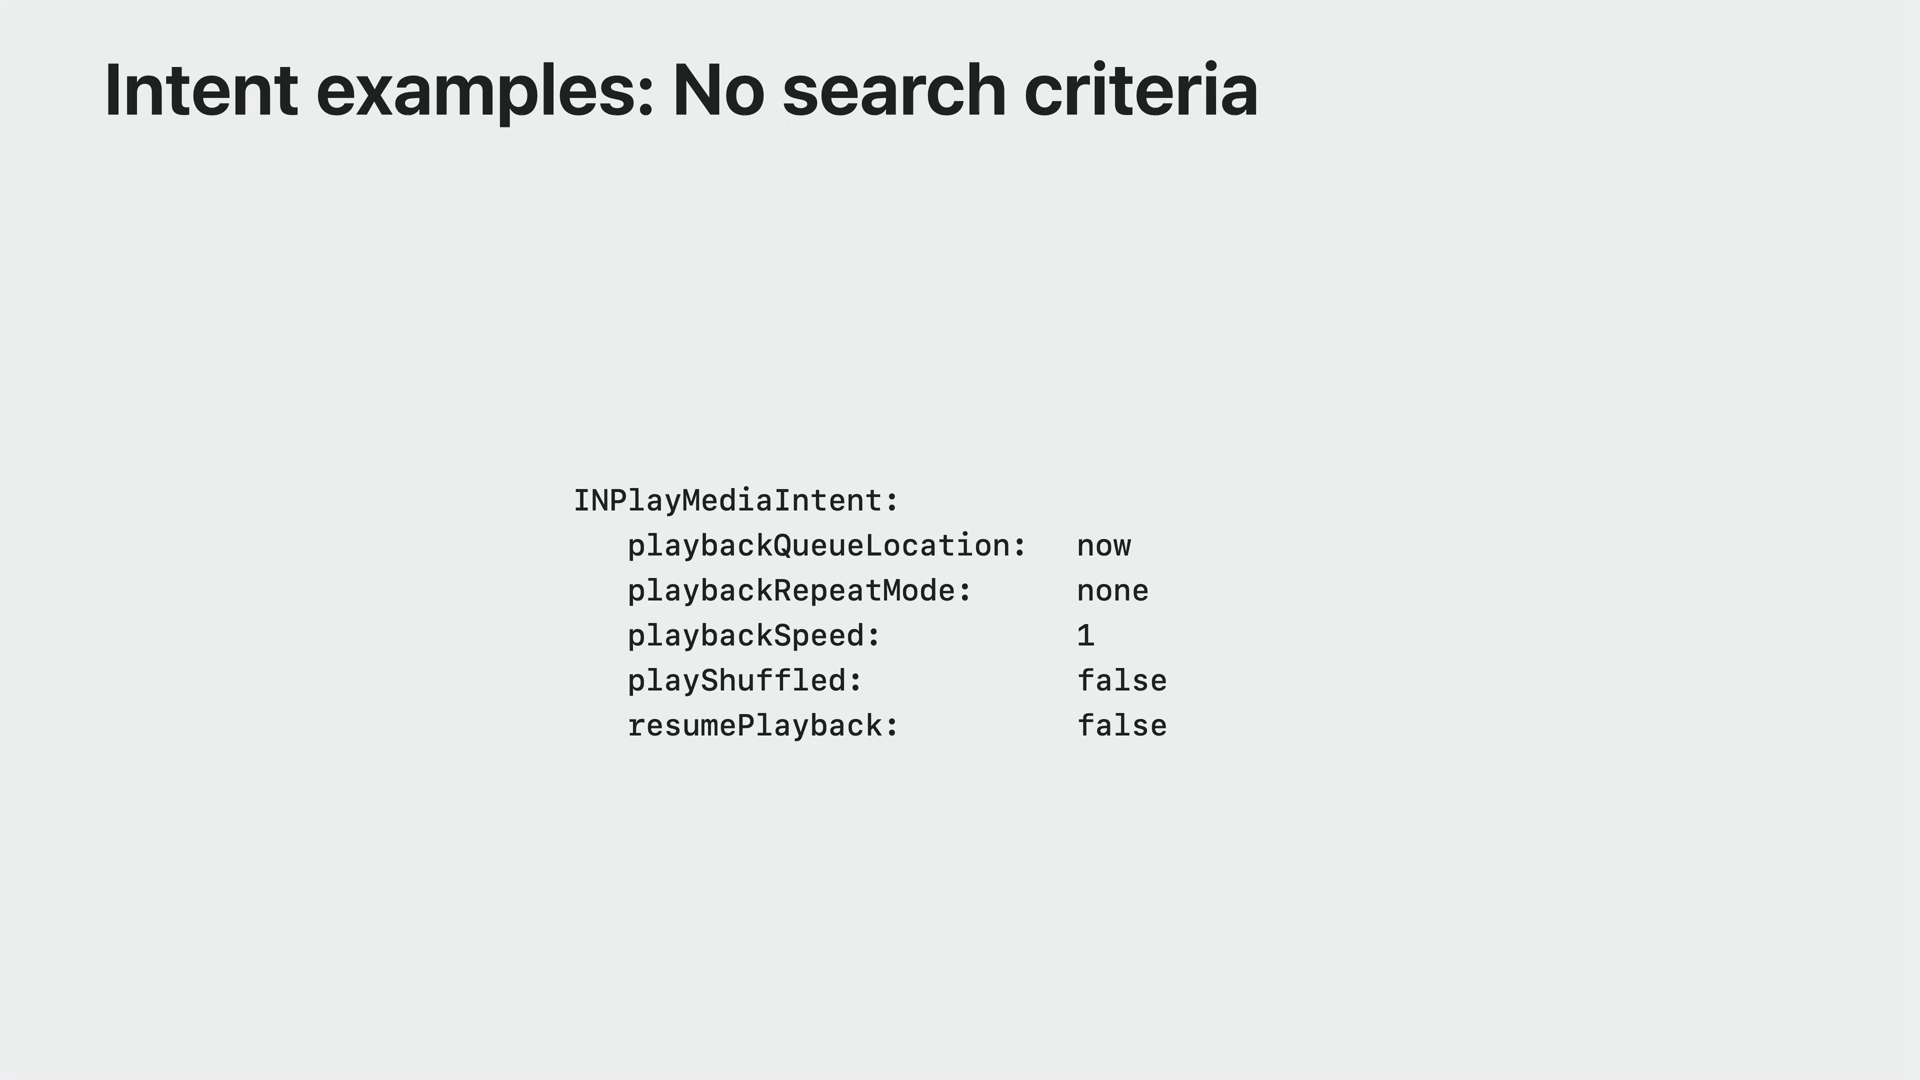 Intent examples: No search criteria
INPlayMediaIntent:
playbackQueueLocation: now
playbackRepeatMode: none
playbackSpeed: 1
playShuffled: false
resumePlayback: false